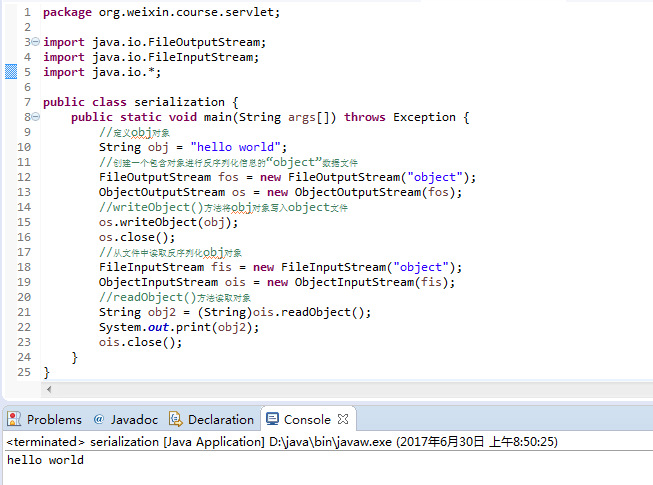 1 package org.weixin.course.servlet;
2
3 import java.io.FileOutputStream;
4 import java.io.FileInputStream;
5 import java.io.*;
6
7 public class serialization {
8 public static void main(String args[]) throws Exception {
9 //定义obj对象
10 String obj = "hello world";
11 //创建一个包含对象进行反序列化信息的“object”数据文件
12 FileOutputStream fos = new FileOutputStream("object");
13 ObjectOutputStream os = new ObjectOutputStream(fos);
14 //writeObject()方法将obj对象写入object文件
15 os.writeObject(obj);
16 os.close();
17 //从文件中读取反序列化obj对象
18 FileInputStream fis = new FileInputStream("object");
19 ObjectInputStream ois = new ObjectInputStream(fis);
20 //readObject()方法读取对象
21 String obj2 = (String)ois.readObject();
22 System.out.print(obj2);
23 ois.close();
24 }
25 }
Problems @ Javadoc Declaration Console
<terminated> serialization [Java Application] D:\java\bin\javaw.exe (2017年6月30日 上午8:50:25)
hello world